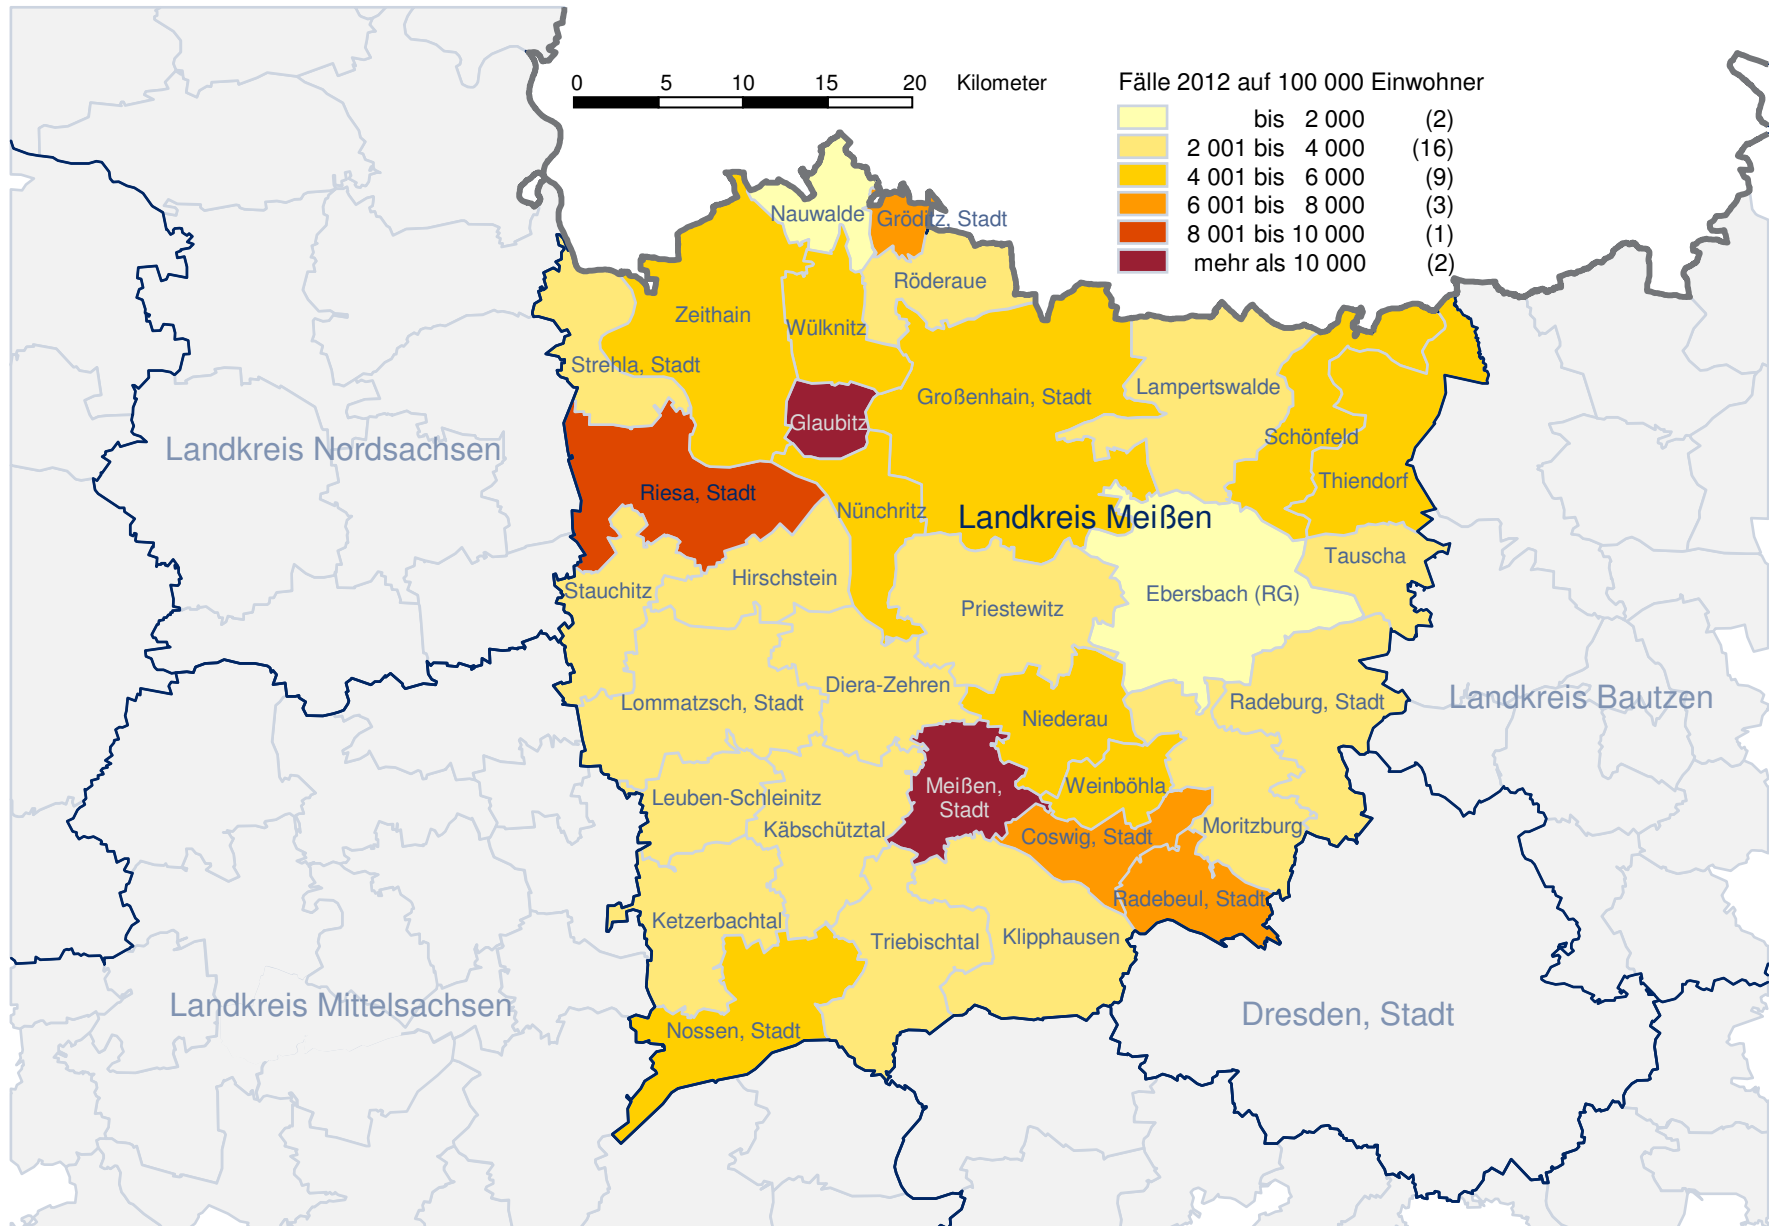 0 5 10 15 20 Kilometer
Fälle 2012 auf 100 000 Einwohner
bis 2 000 (2)
2 001 bis 4 000 (16)
4 001 bis 6 000 (9)
6 001 bis 8 000 (3)
8 001 bis 10 000 (1)
mehr als 10 000 (2)
Nauwalde
Gröditz, Stadt
Röderaue
Zeithain
Wülknitz
Strehla, Stadt
Großenhain, Stadt
Lampertswalde
Glaubitz
Schönfeld
Landkreis Nordsachsen
Thiendorf
Riesa, Stadt
Nünchritz
Landkreis Meißen
Tauscha
Hirschstein
Stauchitz
Priestewitz
Ebersbach (RG)
Diera-Zehren
Lommatzsch, Stadt
Radeburg, Stadt
Landkreis Bautzen
Niederau
Weinböhla
Meißen,
Stadt
Leuben-Schleinitz
Käbschütztal
Moritzburg
Coswig, Stadt
Radebeul, Stadt
Ketzerbachtal
Triebischtal
Klipphausen
Landkreis Mittelsachsen
Dresden, Stadt
Nossen, Stadt